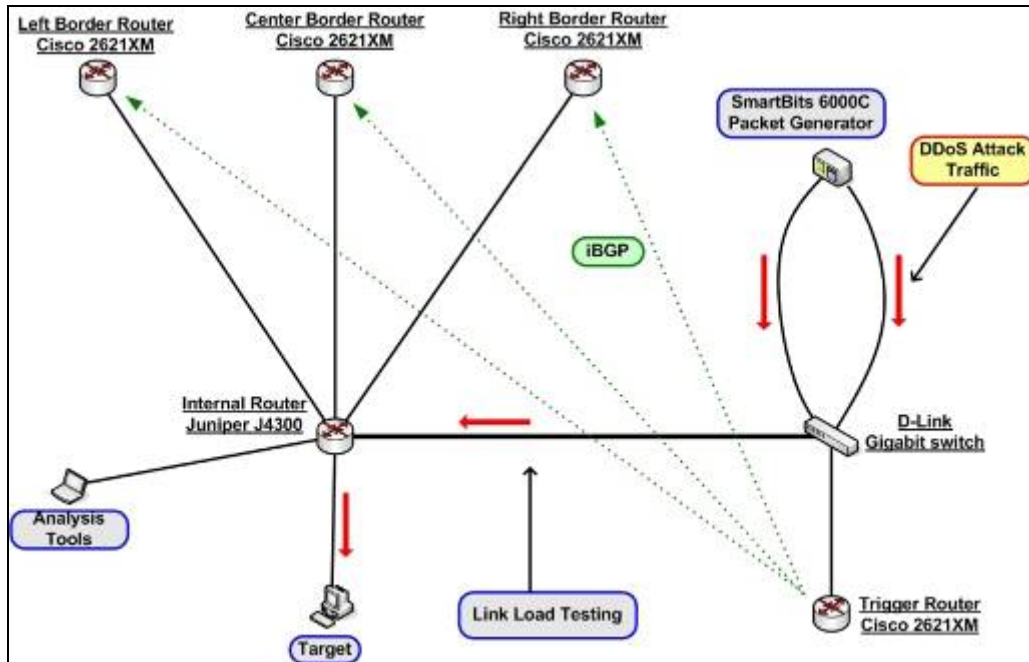 Left Border Router
Cisco 2621XM
Center Border Router
Cisco 2621XM
Right Border Router
Cisco 2621XM
SmartBits 6000C
Packet Generator
DDoS Attack
Traffic
iBGP
Internal Router
Juniper J4300
D-Link
Gigabit switch
Analysis
Tools
Link Load Testing
Target
Trigger Router
Cisco 2621XM